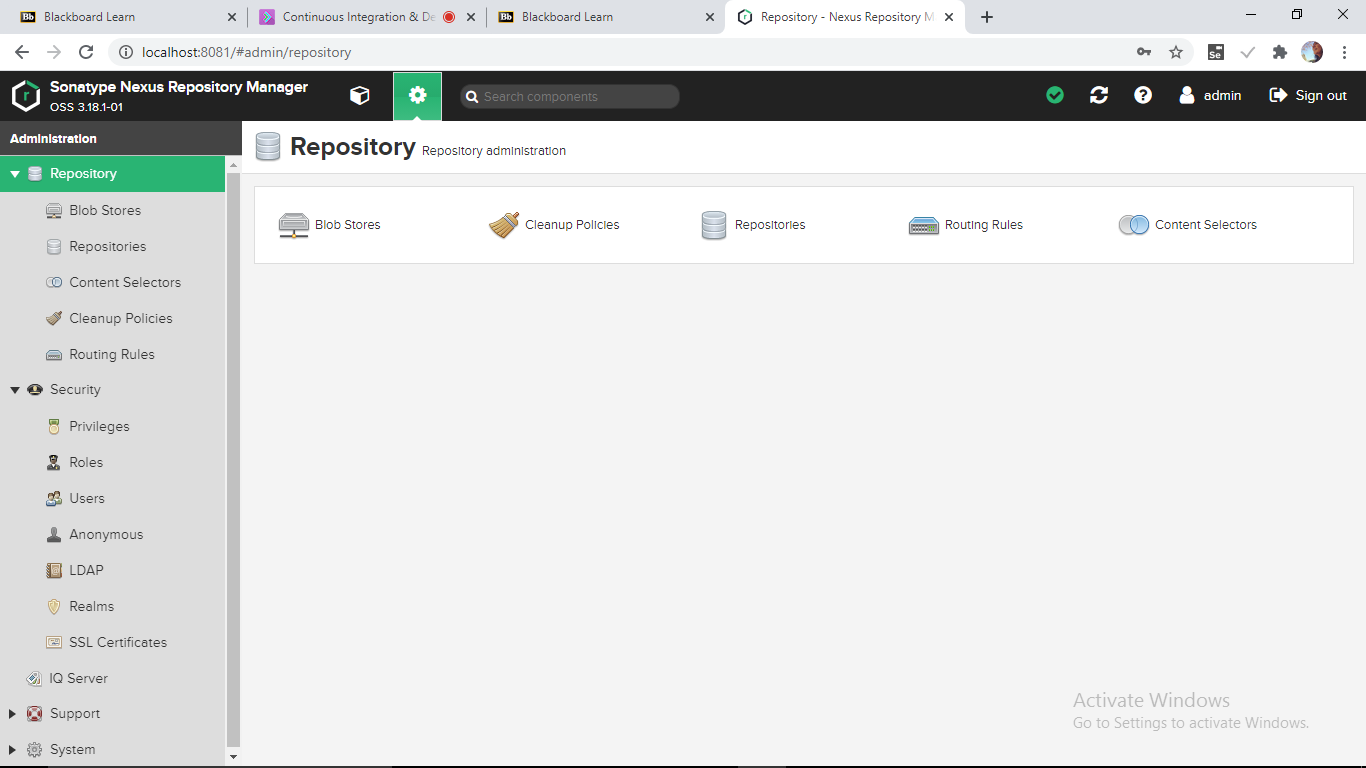 Blackboard Learn
Continuous Integration & De
Blackboard Learn
Repository - Nexus Repository M
localhost:8081/#admin/repository
Sonatype Nexus Repository Manager
OSS 3.18.1-01
Search components
admin
Sign out
Administration
Repository
Blob Stores
Repositories
Content Selectors
Cleanup Policies
Routing Rules
Security
Privileges
Roles
Users
Anonymous
LDAP
Realms
SSL Certificates
IQ Server
Support
System
Repository Repository administration
Blob Stores Cleanup Policies Repositories Routing Rules Content Selectors
Activate Windows
Go to Settings to activate Windows.